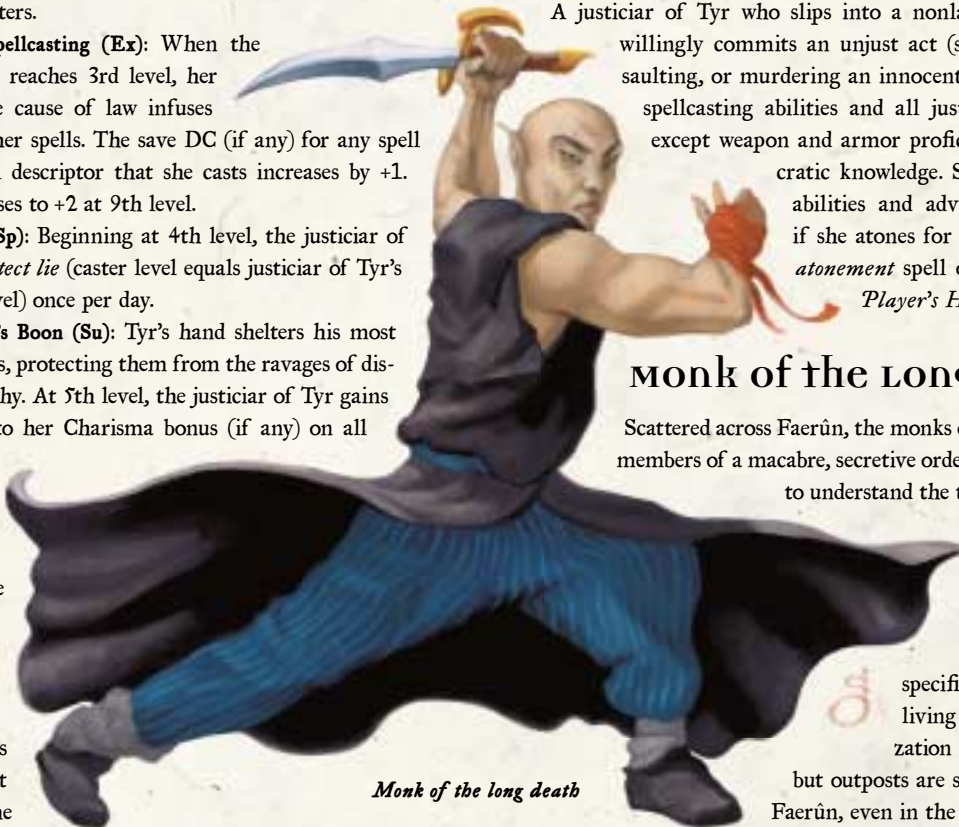 ters.
pellcasting (Ex): When the
reaches 3rd level, her
e cause of law infuses
her spells. The save DC (if any) for any spell
descriptor that she casts increases by +1.
ses to +2 at 9th level.
Sp): Beginning at 4th level, the justiciar of
tect lie (caster level equals justiciar of Tyr's
vel) once per day.
's Boon (Su): Tyr's hand shelters his most
s, protecting them from the ravages of dis-
hy. At 5th level, the justiciar of Tyr gains
to her Charisma bonus (if any) on all
e
s
t
ne
Monk of the long death
A justiciar of Tyr who slips into a nonla
willingly commits an unjust act (s
saulting, or murdering an innocent
spellcasting abilities and all jus
except weapon and armor profi
cratic knowledge. S
abilities and adv
if she atones for
atonement spell
Player's H
Monk of the Lon
Scattered across Faerûn, the monks
members of a macabre, secretive orde
to understand the t
specifi
living
zation
but outposts are s
Faerûn, even in the